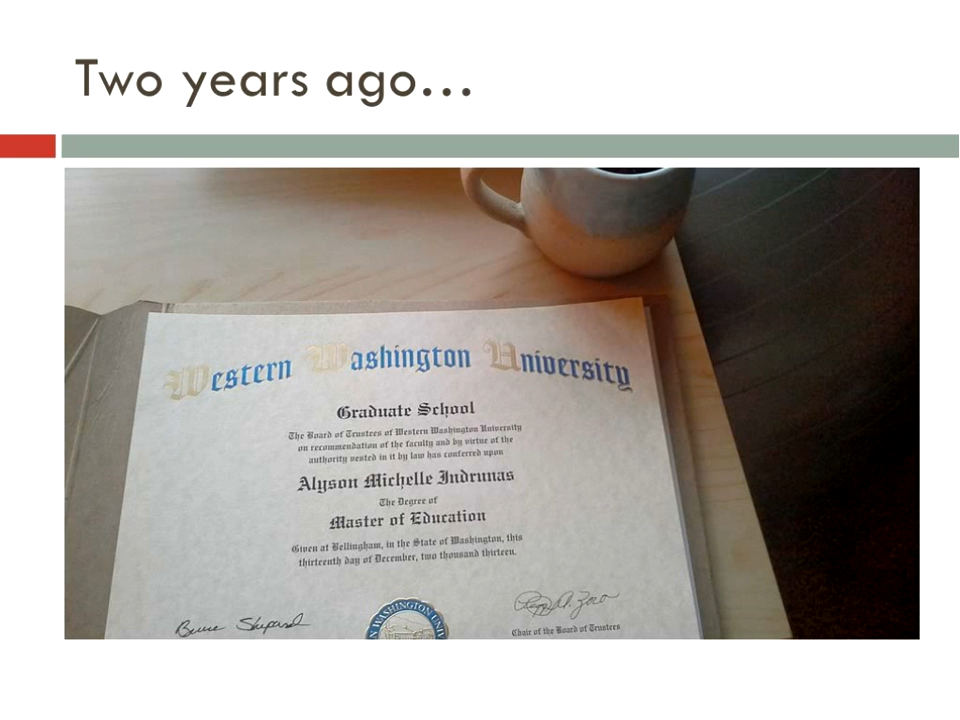 Two years ago…
Western Washington University
Graduate School
The Board of Trustees of Western Washington University
on recommendation of the faculty and by virtue of the
authority vested in it by law has conferred upon
Alyson Michelle Indrunas
The Degree of
Master of Education
Given at Bellingham, in the State of Washington, this
thirteenth day of December, two thousand thirteen.
Bruce Shepard
WASHINGTON
Chair of the Board of Trustees